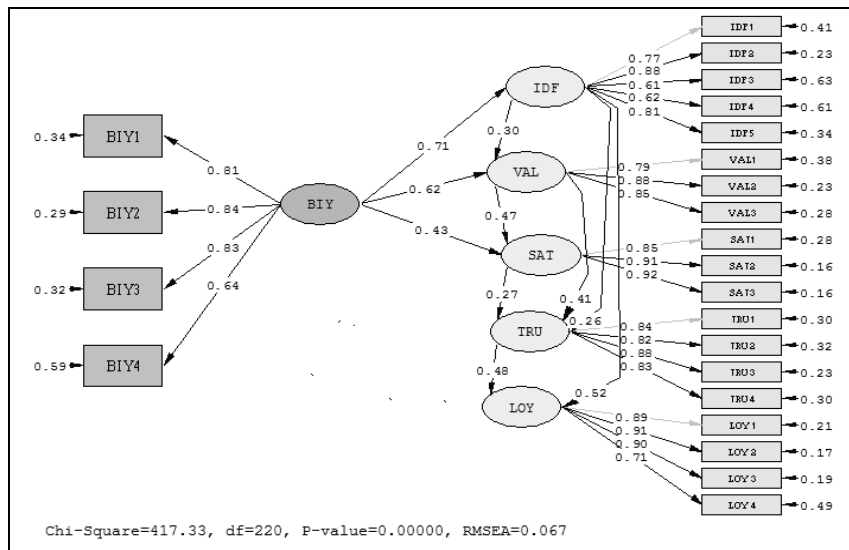 0.34
BIY1
0.29
BIY2
0.32
BIY3
0.59
BIY4
0.81
0.84
0.83
0.64
BIY
0.71
0.62
0.43
IDF
0.30
VAL
0.47
SAT
0.27
TRU
0.48
LOY
0.41
0.26
0.52
0.77
0.88
0.61
0.62
0.81
0.79
0.88
0.85
0.85
0.91
0.92
0.84
0.82
0.88
0.83
0.89
0.91
0.90
0.71
IDF1 0.41
IDF2 0.23
IDF3 0.63
IDF4 0.61
IDF5 0.34
VAL1 0.38
VAL2 0.23
VAL3 0.28
SAT1 0.28
SAT2 0.16
SAT3 0.16
TRU1 0.30
TRU2 0.32
TRU3 0.23
TRU4 0.30
LOY1 0.21
LOY2 0.17
LOY3 0.19
LOY4 0.49
Chi-Square=417.33, df=220, P-value=0.00000, RMSEA=0.067